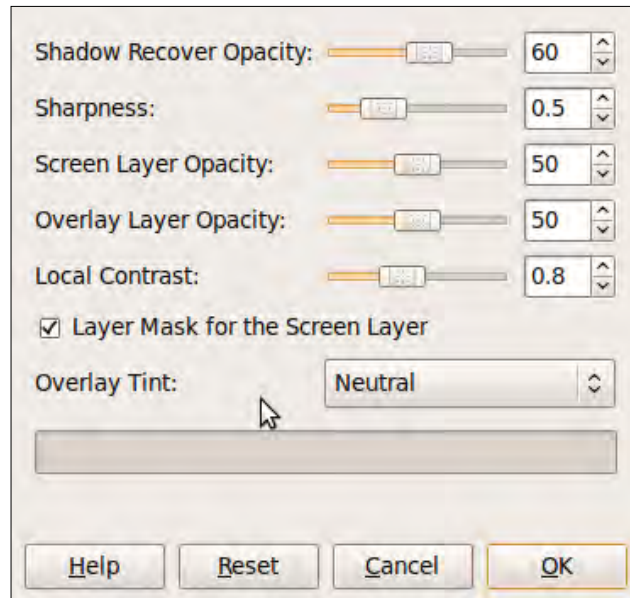 Shadow Recover Opacity: 60
Sharpness: 0.5
Screen Layer Opacity: 50
Overlay Layer Opacity: 50
Local Contrast: 0.8
Layer Mask for the Screen Layer
Overlay Tint: Neutral
Help Reset Cancel OK